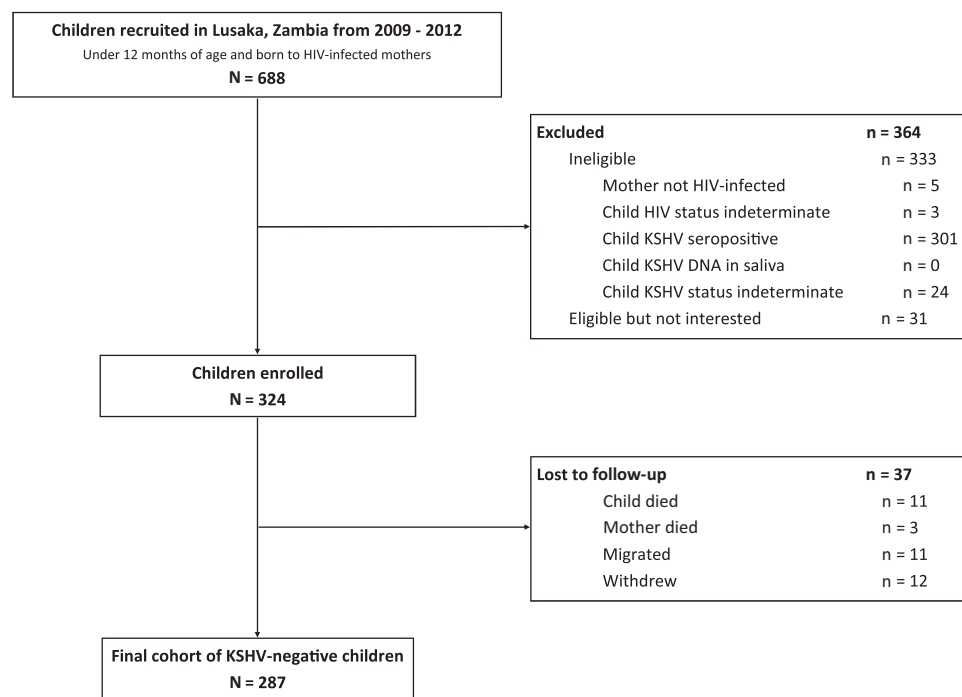 Children recruited in Lusaka, Zambia from 2009 - 2012
Under 12 months of age and born to HIV-infected mothers
N = 688
Excluded n = 364
Ineligible n = 333
Mother not HIV-infected n = 5
Child HIV status indeterminate n = 3
Child KSHV seropositive n = 301
Child KSHV DNA in saliva n = 0
Child KSHV status indeterminate n = 24
Eligible but not interested n = 31
Children enrolled
N = 324
Lost to follow-up n = 37
Child died n = 11
Mother died n = 3
Migrated n = 11
Withdrew n = 12
Final cohort of KSHV-negative children
N = 287